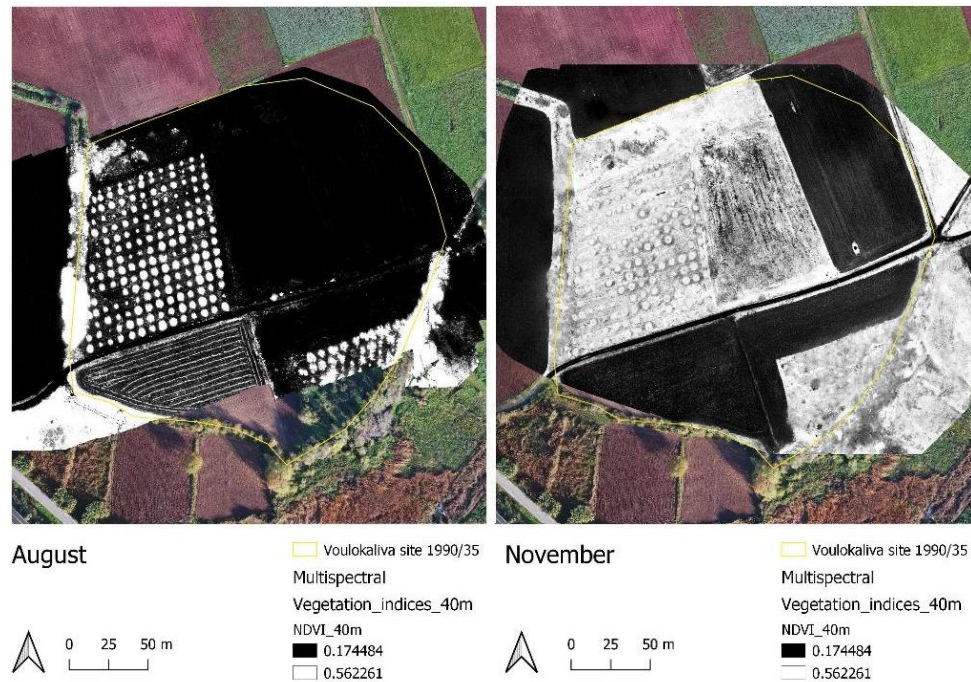 August
Voulokaliva site 1990/35
Multispectral
Vegetation_indices_40m
NDVI_40m
0.174484
0.562261
0 25 50 m
November
Voulokaliva site 1990/35
Multispectral
Vegetation_indices_40m
NDVI_40m
0.174484
0.562261
0 25 50 m